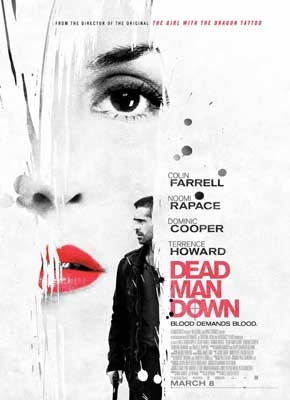 FROM THE DIRECTOR OF THE ORIGINAL THE GIRL WITH THE DRAGON TATTOO
COLIN
FARRELL
NOOMI
RAPACE
DOMINIC
COOPER
TERRENCE
HOWARD
DEAD
MAN
DOWN
BLOOD DEMANDS BLOOD.
MARCH 8